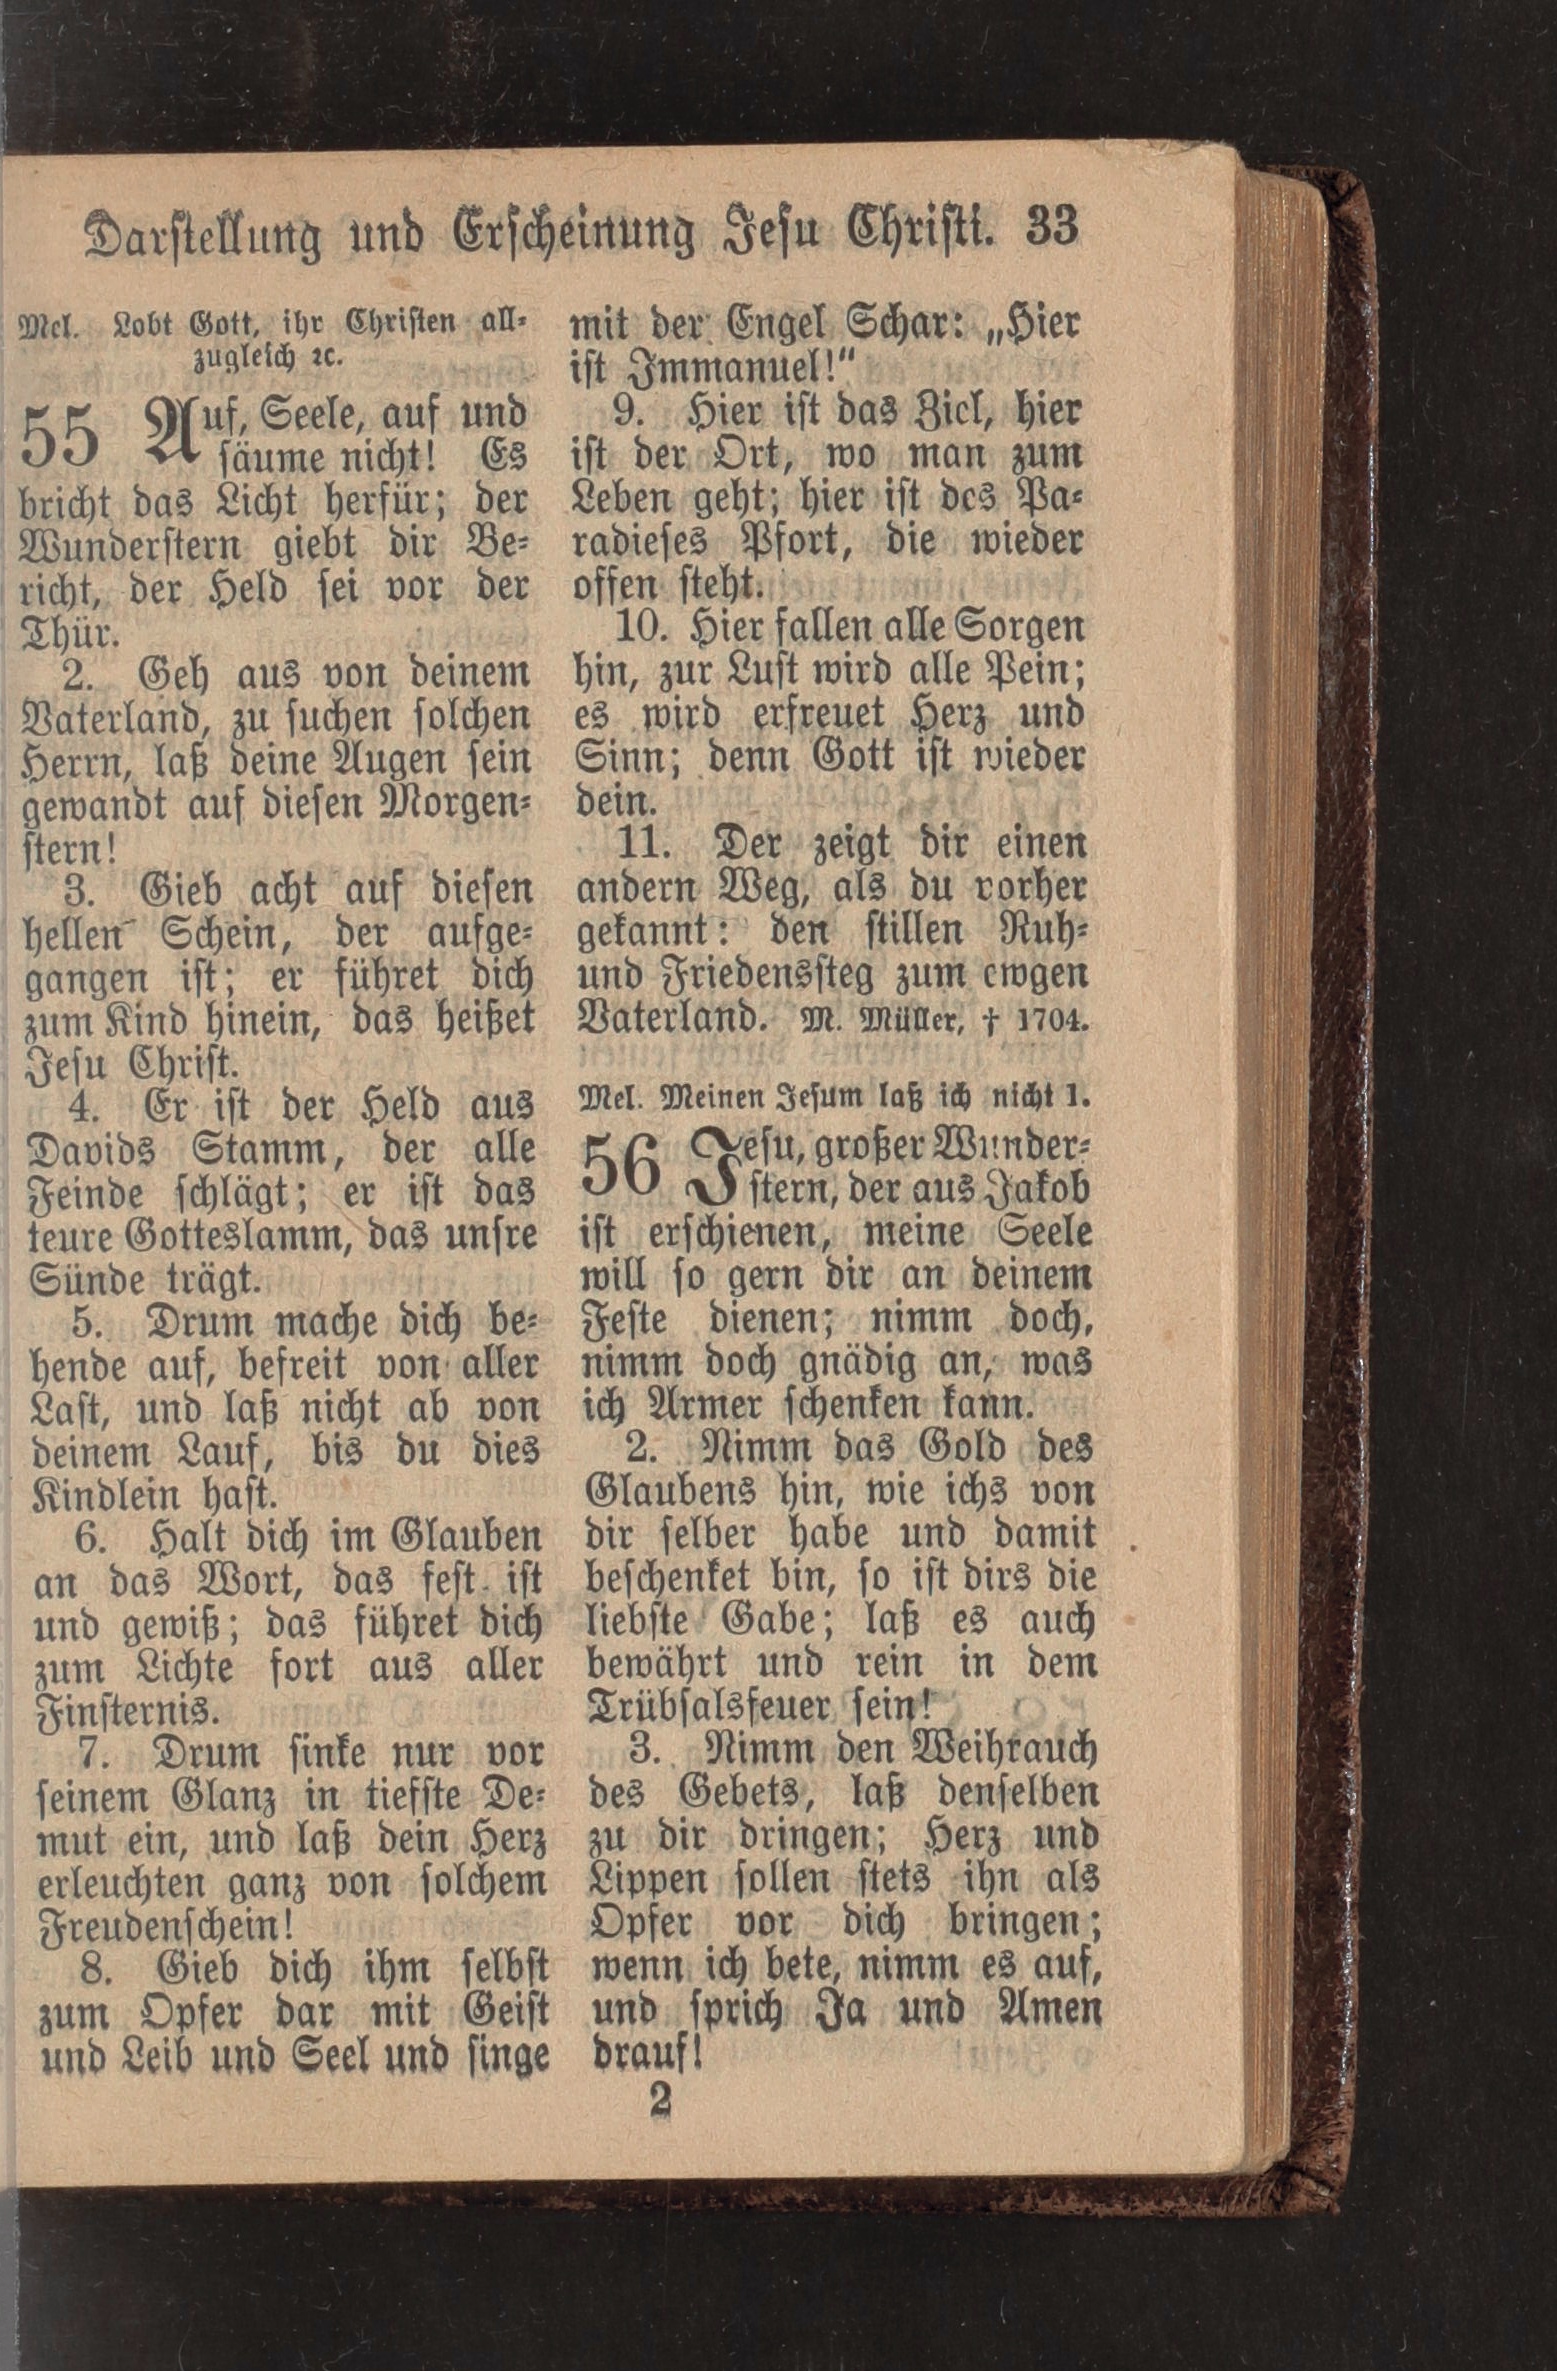 Darstellung und Erscheinung Jesu Christi. 33
Mel. Lobt Gott, ihr Christen all-
zugleich ꝛc.
55 Auf, Seele, auf und
säume nicht! Es
bricht das Licht herfür; der
Wunderstern giebt dir Be-
richt, der Held sei vor der
Thür.
2. Geh aus von deinem
Vaterland, zu suchen solchen
Herrn, laß deine Augen sein
gewandt auf diesen Morgen-
stern!
3. Gieb acht auf diesen
hellen Schein, der aufge-
gangen ist; er führet dich
zum Kind hinein, das heißet
Jesu Christ.
4. Er ist der Held aus
Davids Stamm, der alle
Feinde schlägt; er ist das
teure Gotteslamm, das unsre
Sünde trägt.
5. Drum mache dich be-
hende auf, befreit von aller
Last, und laß nicht ab von
deinem Lauf, bis du dies
Kindlein hast.
6. Halt dich im Glauben
an das Wort, das fest ist
und gewiß; das führet dich
zum Lichte fort aus aller
Finsternis.
7. Drum sinke nur vor
seinem Glanz in tiefste De-
mut ein, und laß dein Herz
erleuchten ganz von solchem
Freudenschein!
8. Gieb dich ihm selbst
zum Opfer dar mit Geist
und Leib und Seel und singe
mit der Engel Schar: „Hier
ist Immanuel!“
9. Hier ist das Ziel, hier
ist der Ort, wo man zum
Leben geht; hier ist des Pa-
radieses Pfort, die wieder
offen steht.
10. Hier fallen alle Sorgen
hin, zur Lust wird alle Pein;
es wird erfreuet Herz und
Sinn; denn Gott ist wieder
dein.
11. Der zeigt dir einen
andern Weg, als du vorher
gekannt: den stillen Ruh-
und Friedenssteg zum ewgen
Vaterland. M. Müller, † 1704.
Mel. Meinen Jesum laß ich nicht 1.
56 Jesu, großer Wunder-
stern, der aus Jakob
ist erschienen, meine Seele
will so gern dir an deinem
Feste dienen; nimm doch,
nimm doch gnädig an, was
ich Armer schenken kann.
2. Nimm das Gold des
Glaubens hin, wie ichs von
dir selber habe und damit
beschenket bin, so ist dirs die
liebste Gabe; laß es auch
bewährt und rein in dem
Trübsalsfeuer sein!
3. Nimm den Weihrauch
des Gebets, laß denselben
zu dir dringen; Herz und
Lippen sollen stets ihn als
Opfer vor dich bringen;
wenn ich bete, nimm es auf,
und sprich Ja und Amen
drauf!
2